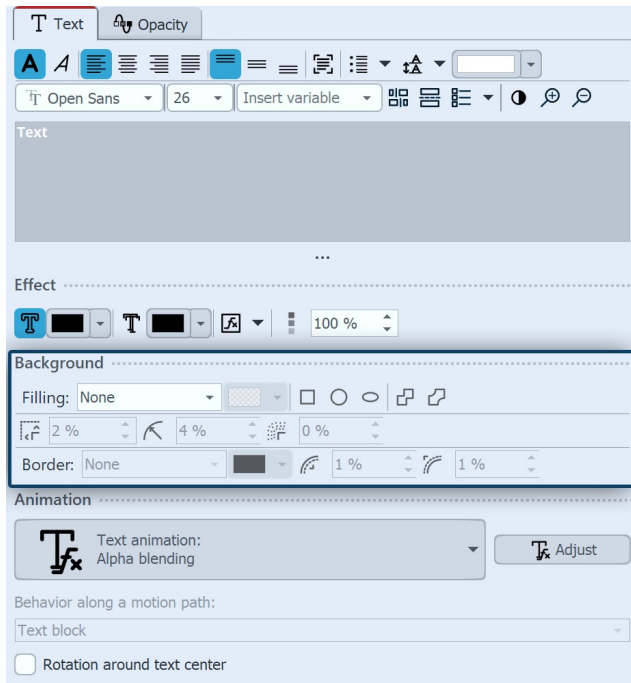 Text Opacity
Open Sans 26 Insert variable
Text
...
Effect
100 %
Background
Filling: None
2 % 4 % 0 %
Border: None 1 % 1 %
Animation
Text animation:
Alpha blending
Adjust
Behavior along a motion path:
Text block
Rotation around text center